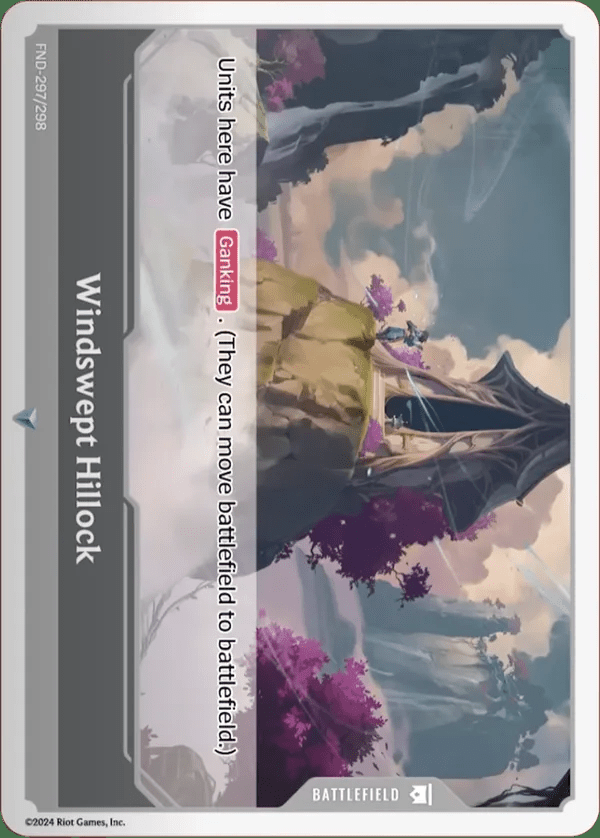 BATTLEFIELD
Units here have Ganking . (They can move battlefield to battlefield.)
Windswept Hillock
FND-297/298
©2024 Riot Games, Inc.